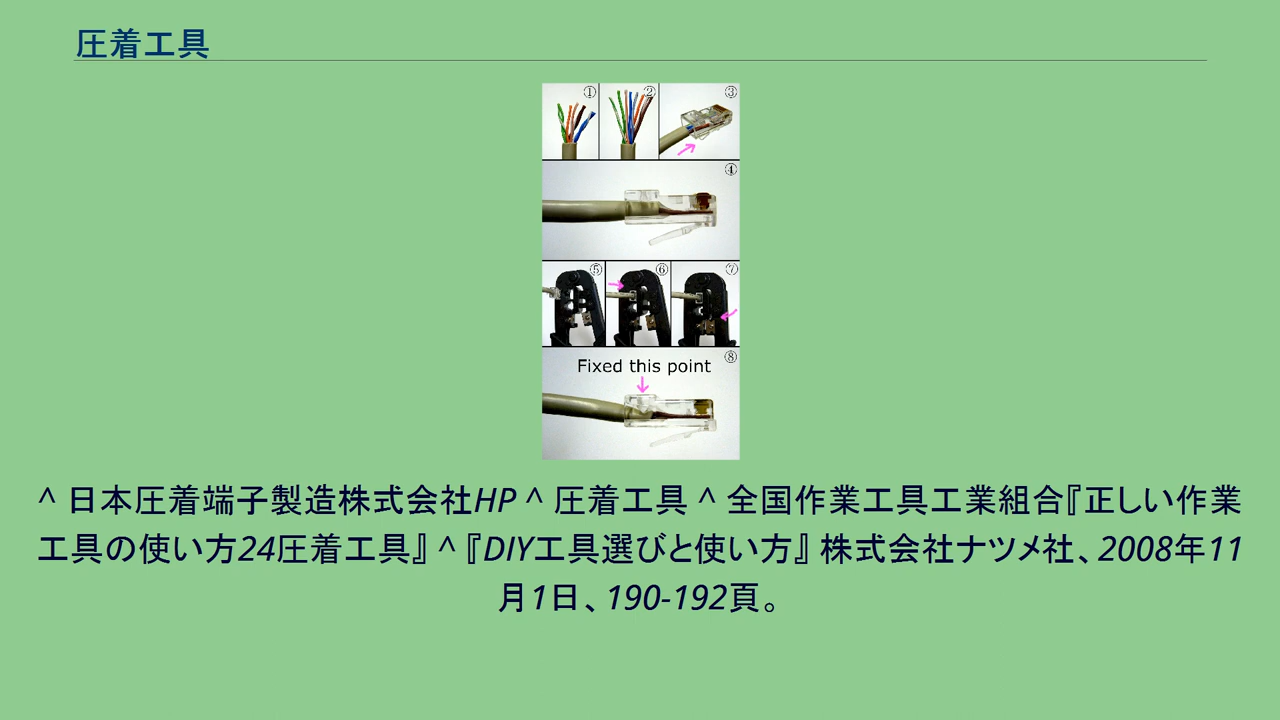 圧着工具
① ② ③
④
⑤ ⑥ ⑦
⑧
Fixed this point
^ 日本圧着端子製造株式会社HP ^ 圧着工具 ^ 全国作業工具工業組合『正しい作業
工具の使い方24圧着工具』 ^ 『DIY工具選びと使い方』 株式会社ナツメ社、2008年11
月1日、190-192頁。